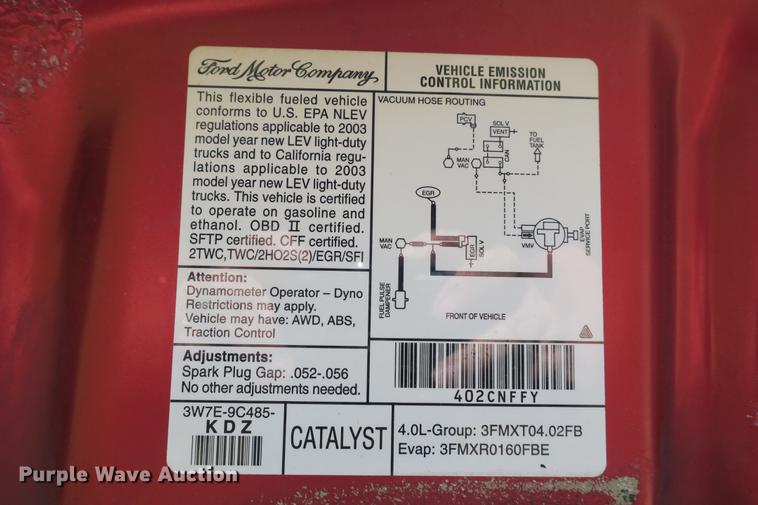 Ford Motor Company
VEHICLE EMISSION
CONTROL INFORMATION
This flexible fueled vehicle
conforms to U.S. EPA NLEV
regulations applicable to 2003
model year new LEV light-duty
trucks and to California regu-
lations applicable to 2003
model year new LEV light-duty
trucks. This vehicle is certified
to operate on gasoline and
ethanol. OBD II certified.
SFTP certified. CFF certified.
2TWC,TWC/2HO2S(2)/EGR/SFI
Attention:
Dynamometer Operator – Dyno
Restrictions may apply.
Vehicle may have: AWD, ABS,
Traction Control
Adjustments:
Spark Plug Gap: .052-.056
No other adjustments needed.
VACUUM HOSE ROUTING
PCV
SOL V
VENT
TO
FUEL
TANK
MAN
VAC
CAN
EGR
MAN
VAC
EGR
SOL V
VMV
EVAP
SERVICE PORT
FUEL PULSE
DAMPENER
FRONT OF VEHICLE
402CNFFY
3W7E-9C485-
KDZ
CATALYST
4.0L-Group: 3FMXT04.02FB
Evap: 3FMXR0160FBE
Purple Wave Auction